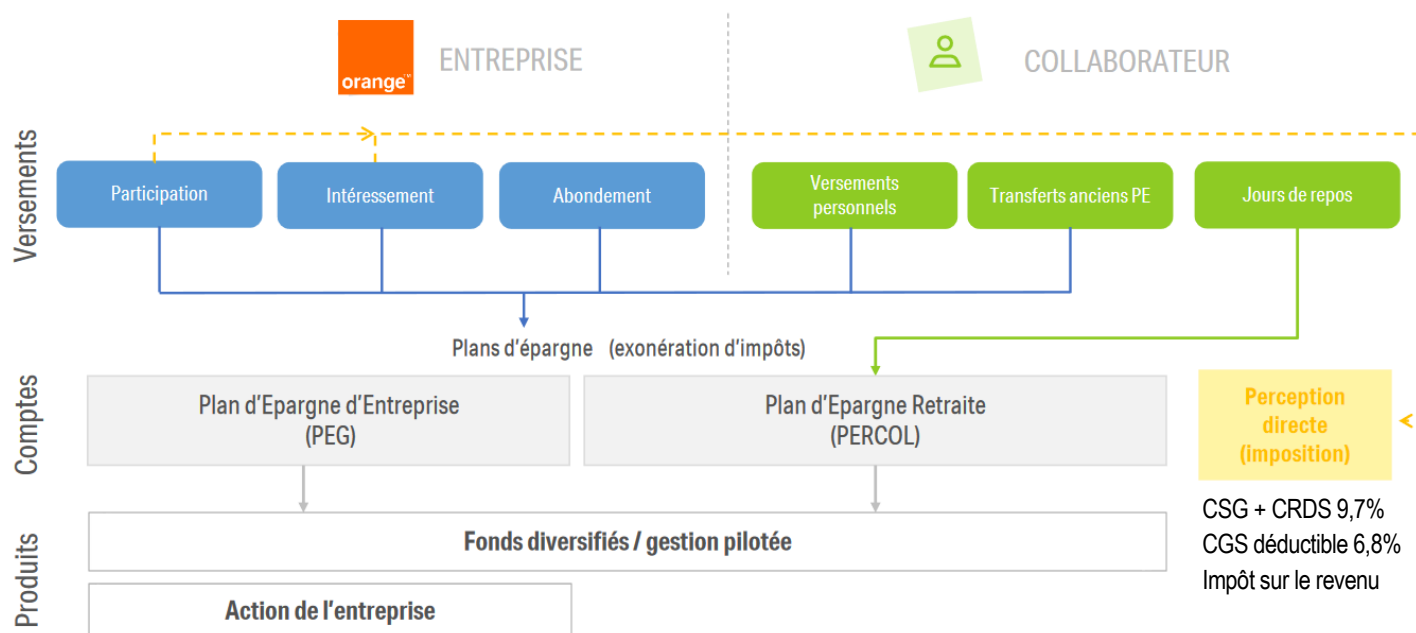 orange™
ENTREPRISE
COLLABORATEUR
Versements
Participation
Intéressement
Abondement
Versements
personnels
Transferts anciens PE
Jours de repos
Plans d'épargne (exonération d'impôts)
Comptes
Plan d'Epargne d'Entreprise
(PEG)
Plan d'Epargne Retraite
(PERCOL)
Perception
directe
(imposition)
CSG + CRDS 9,7%
CGS déductible 6,8%
Impôt sur le revenu
Produits
Fonds diversifiés / gestion pilotée
Action de l'entreprise